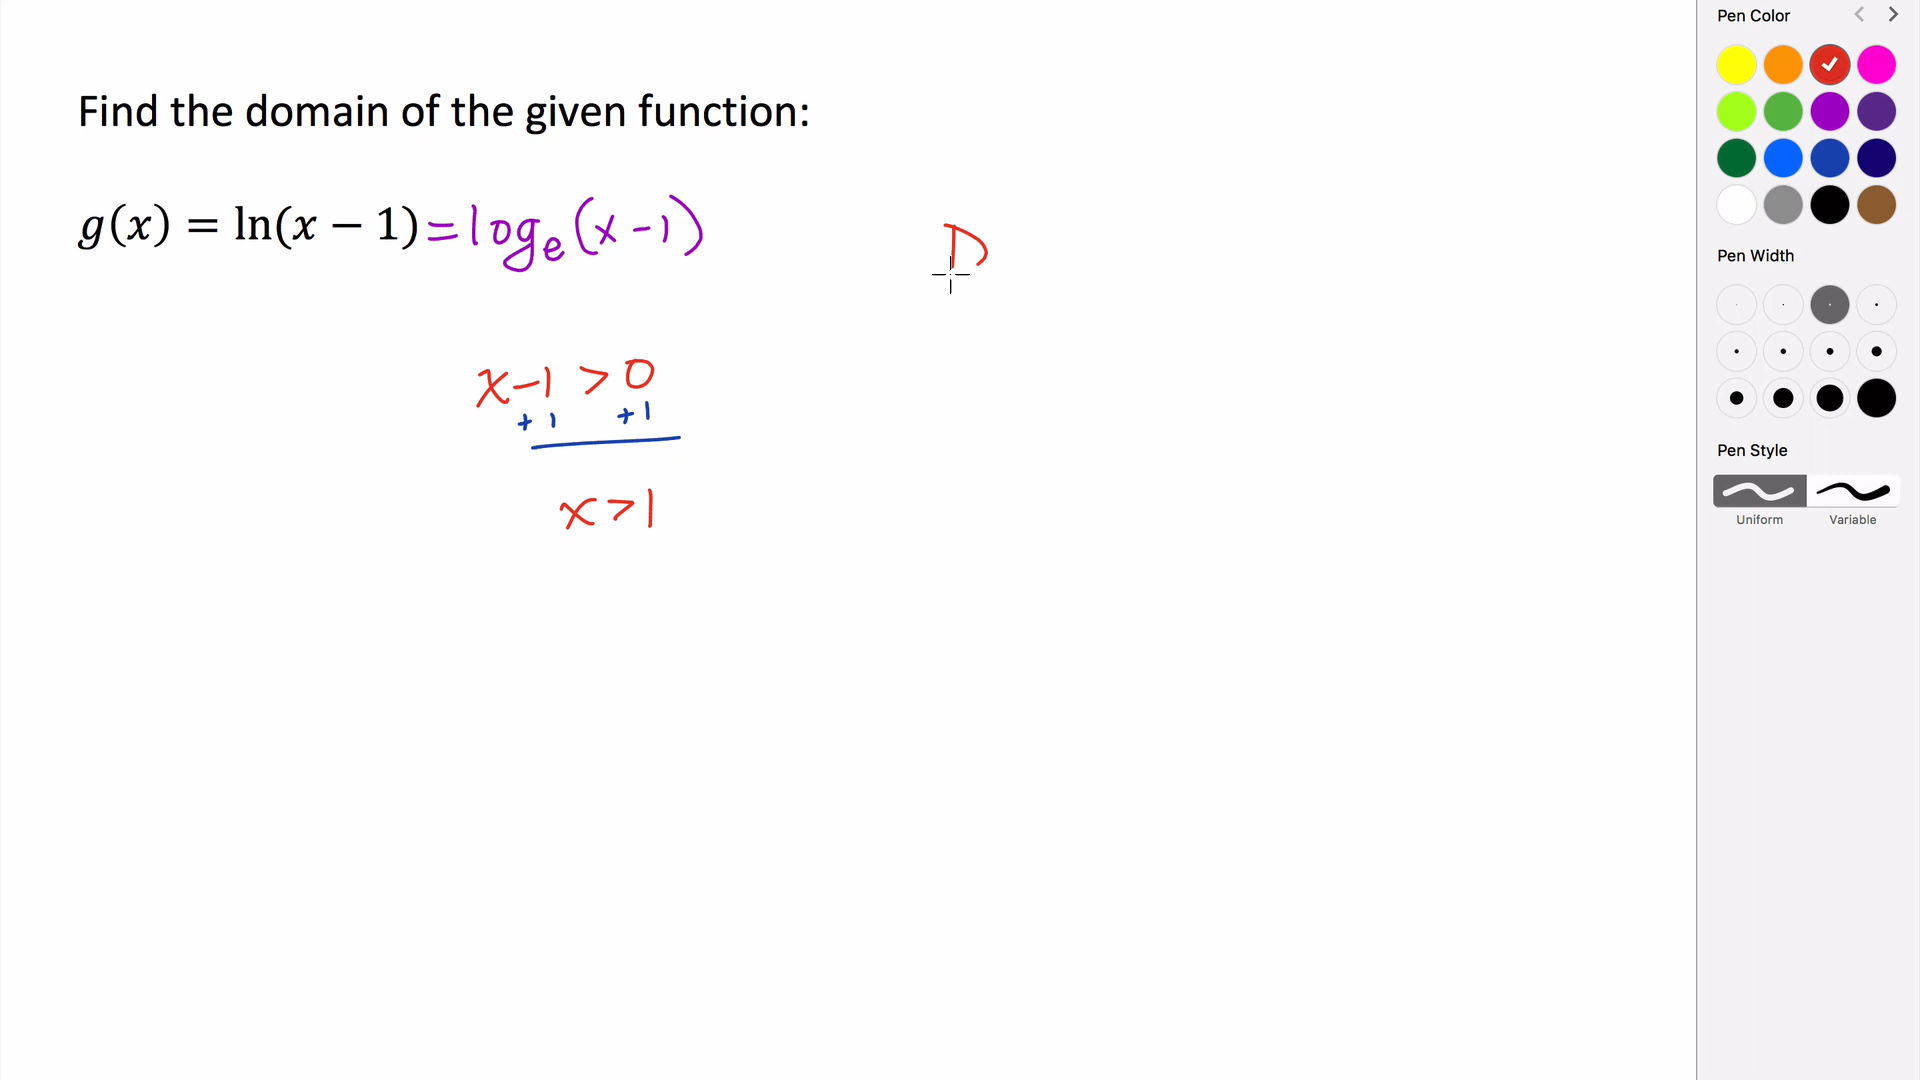 Find the domain of the given function:
g(x) = ln(x − 1) = logₑ(x-1)
D
x-1 > 0
+1 +1
x>1
Pen Color
Pen Width
Pen Style
Uniform Variable